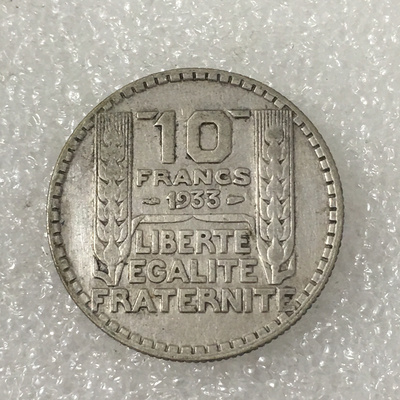 10
FRANCS
1933
LIBERTE
EGALITE
FRATERNITE